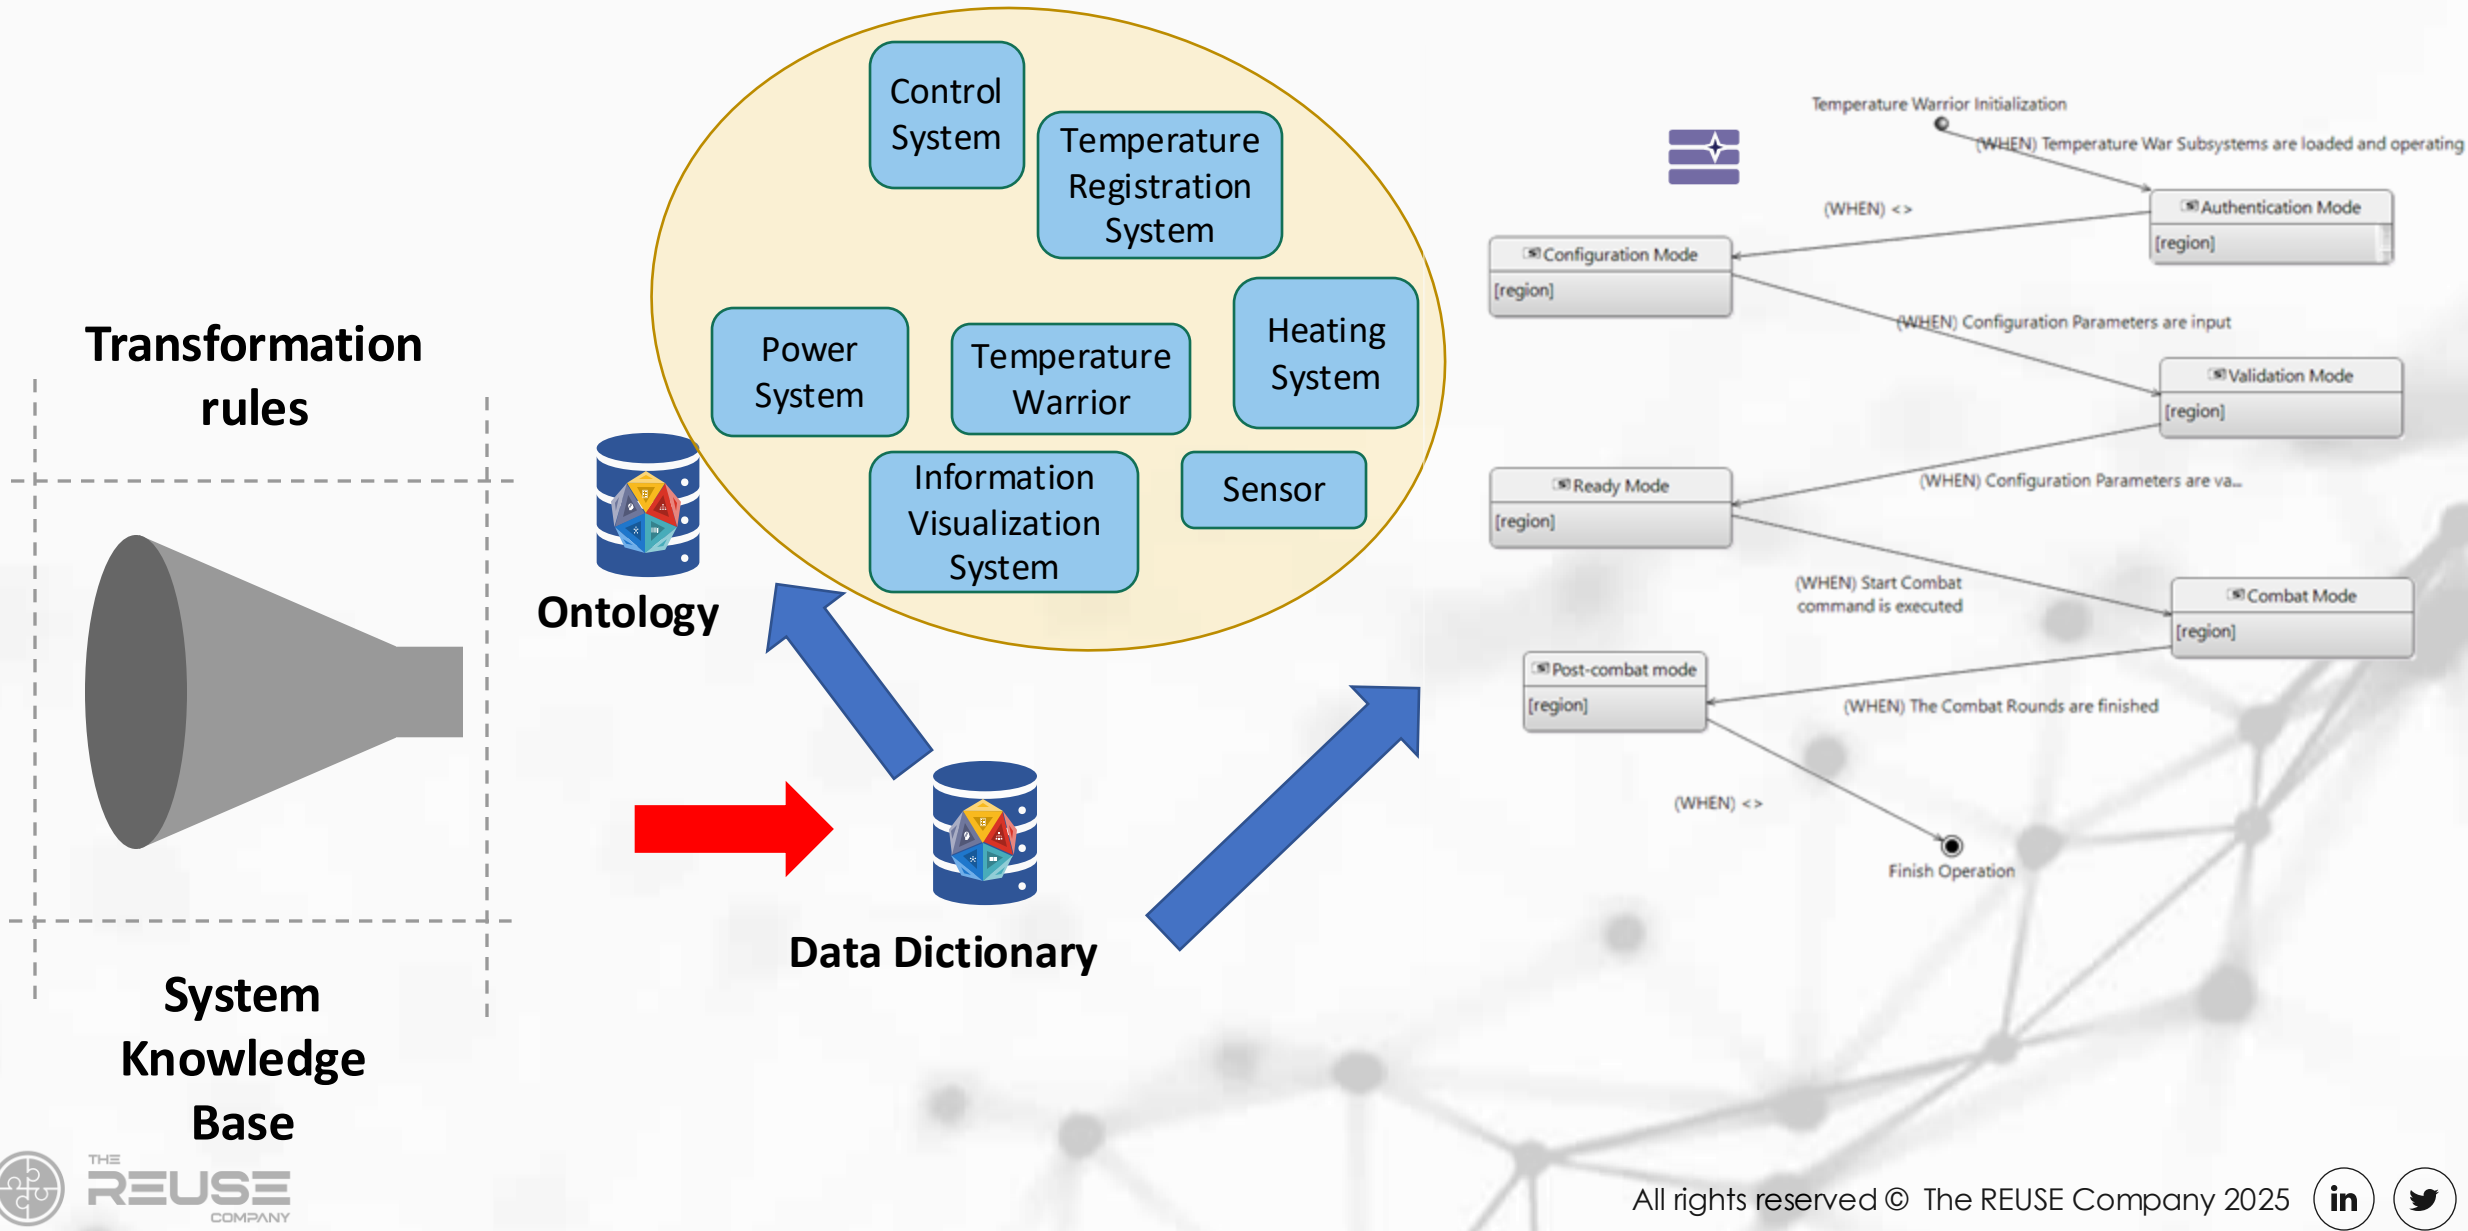 Transformation
rules
System
Knowledge
Base
Ontology
Control
System
Temperature
Registration
System
Power
System
Temperature
Warrior
Heating
System
Information
Visualization
System
Sensor
Data Dictionary
Temperature Warrior Initialization
(WHEN) Temperature War Subsystems are loaded and operating
Authentication Mode
[region]
(WHEN) <>
Configuration Mode
[region]
(WHEN) Configuration Parameters are input
Validation Mode
[region]
(WHEN) Configuration Parameters are va...
Ready Mode
[region]
(WHEN) Start Combat
command is executed
Combat Mode
[region]
(WHEN) The Combat Rounds are finished
Post-combat mode
[region]
(WHEN) <>
Finish Operation
THE
REUSE
COMPANY
All rights reserved © The REUSE Company 2025
in